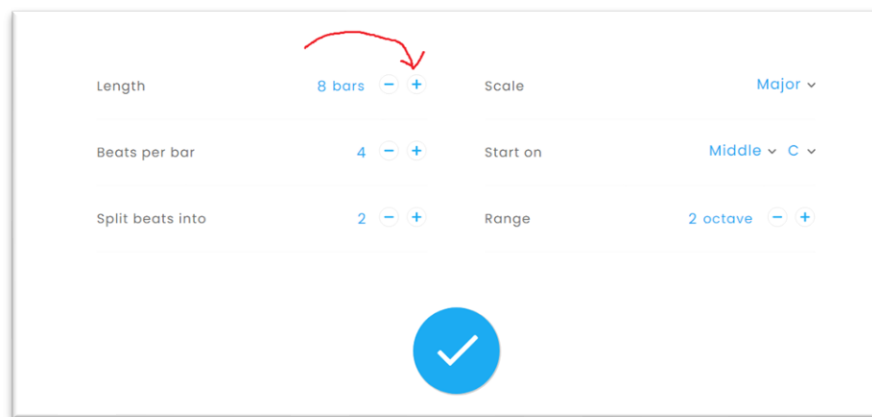 Length 8 bars − +
Scale Major
Beats per bar 4 − +
Start on Middle C
Split beats into 2 − +
Range 2 octave − +